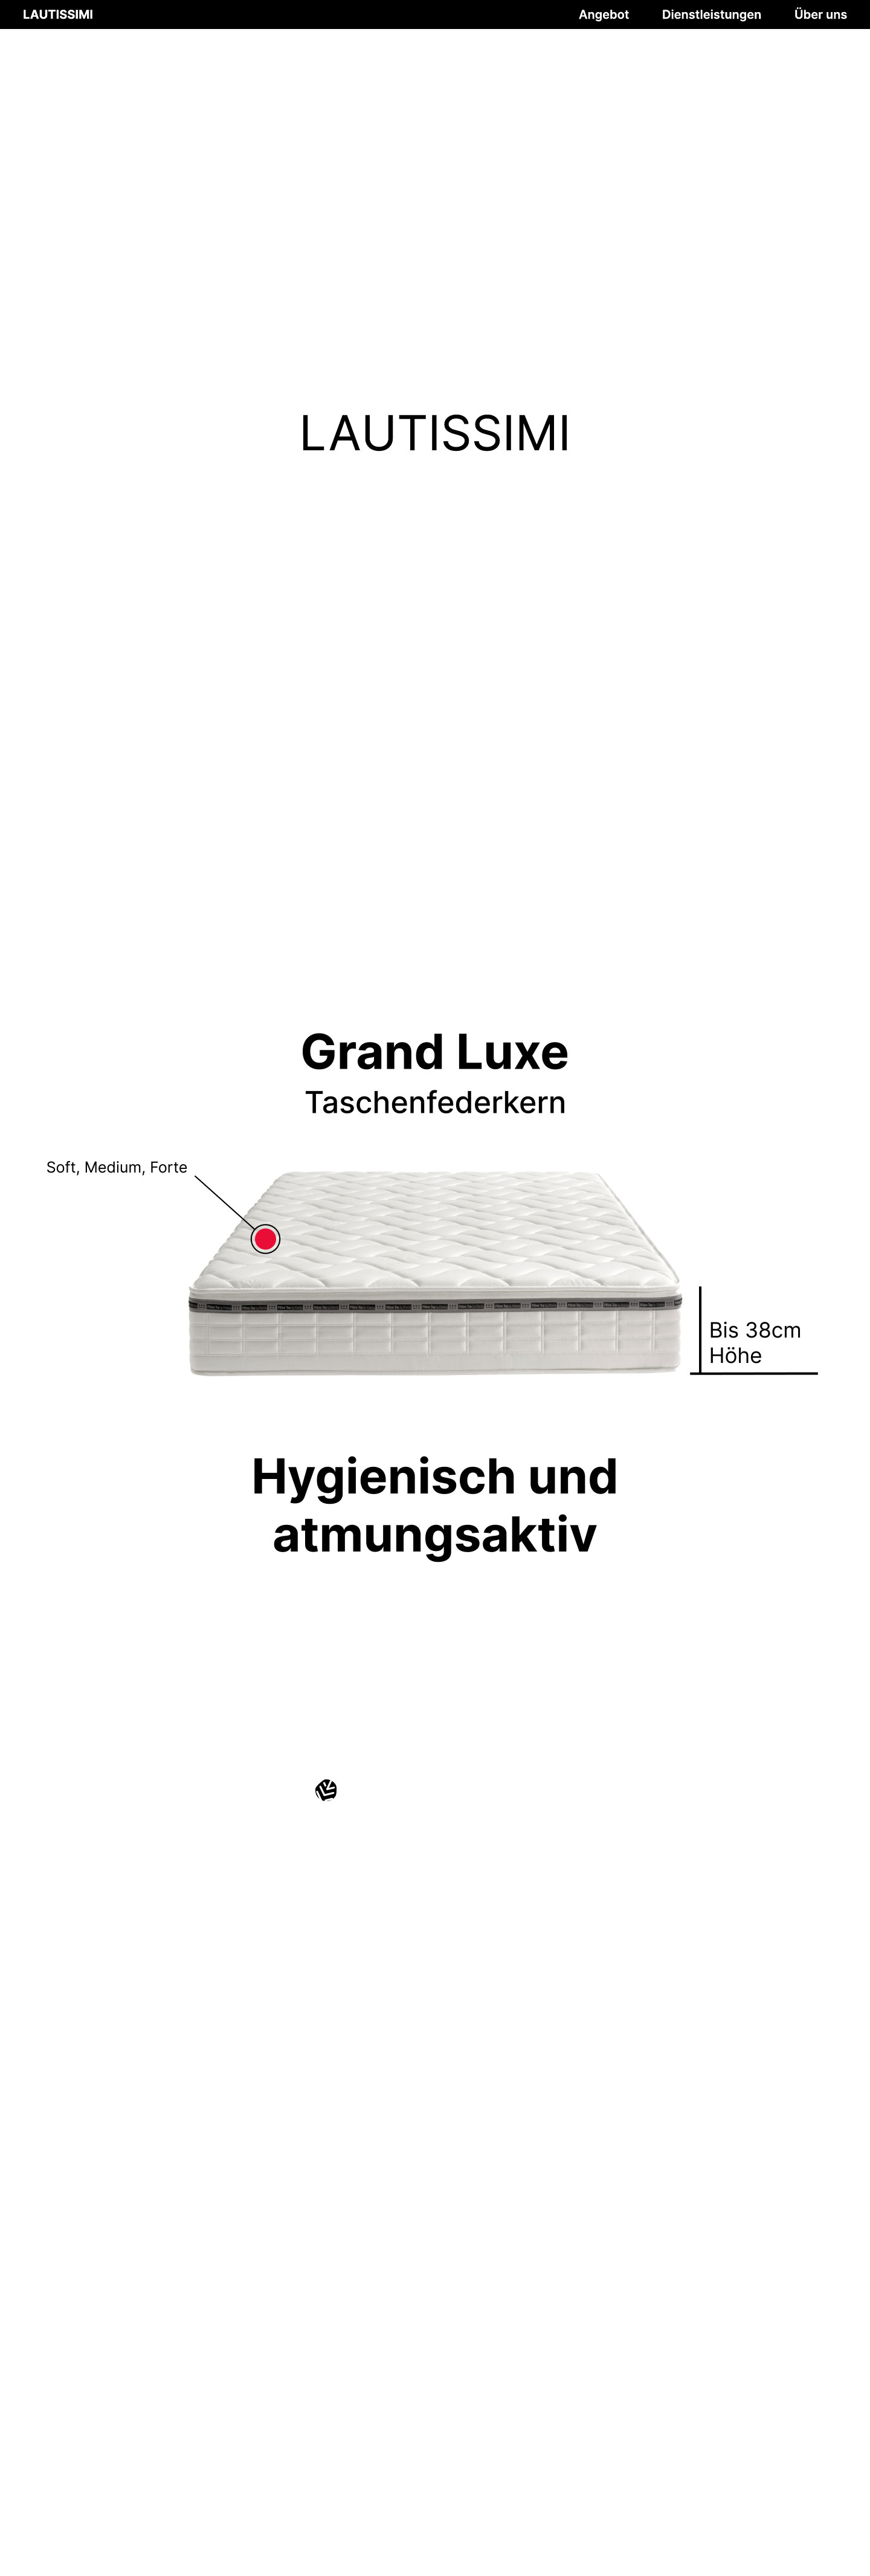 LAUTISSIMI
Angebot
Dienstleistungen
Über uns
LAUTISSIMI
Grand Luxe
Taschenfederkern
Soft, Medium, Forte
Bis 38cm
Höhe
Hygienisch und
atmungsaktiv